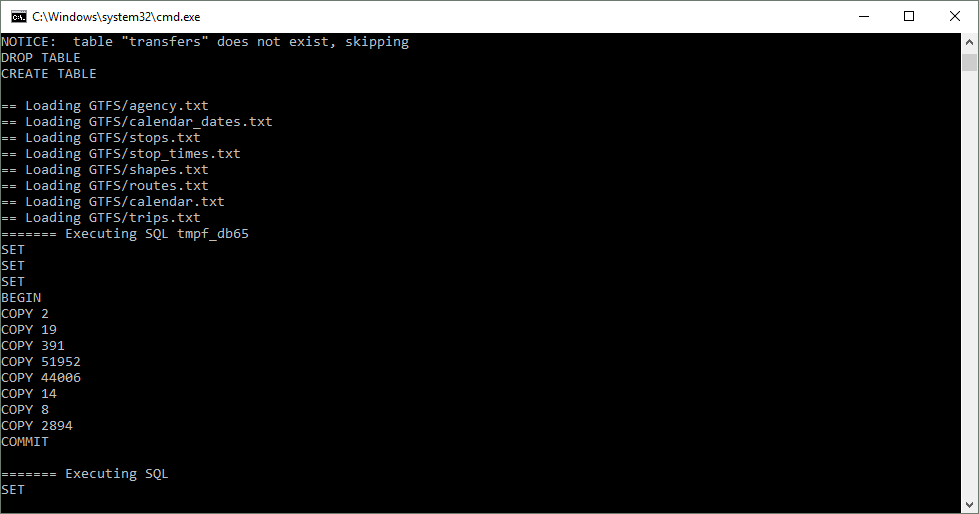 C:\Windows\system32\cmd.exe
NOTICE:  table "transfers" does not exist, skipping
DROP TABLE
CREATE TABLE
== Loading GTFS/agency.txt
== Loading GTFS/calendar_dates.txt
== Loading GTFS/stops.txt
== Loading GTFS/stop_times.txt
== Loading GTFS/shapes.txt
== Loading GTFS/routes.txt
== Loading GTFS/calendar.txt
== Loading GTFS/trips.txt
======= Executing SQL tmpf_db65
SET
SET
SET
BEGIN
COPY 2
COPY 19
COPY 391
COPY 51952
COPY 44006
COPY 14
COPY 8
COPY 2894
COMMIT
======= Executing SQL
SET